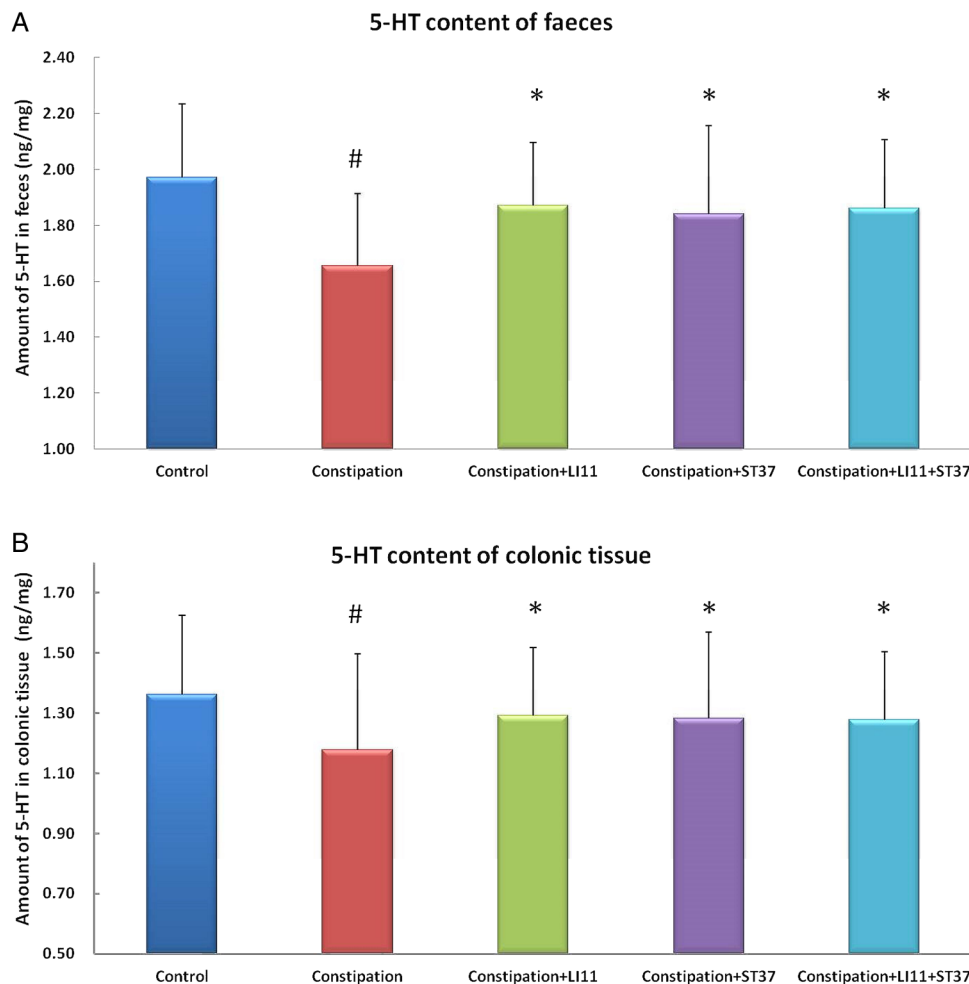 A
5-HT content of faeces
Amount of 5-HT in feces (ng/mg)
2.40
2.20
2.00
1.80
1.60
1.40
1.20
1.00
#
*
*
*
Control
Constipation
Constipation+LI11
Constipation+ST37
Constipation+LI11+ST37
B
5-HT content of colonic tissue
Amount of 5-HT in colonic tissue (ng/mg)
1.70
1.50
1.30
1.10
0.90
0.70
0.50
#
*
*
*
Control
Constipation
Constipation+LI11
Constipation+ST37
Constipation+LI11+ST37